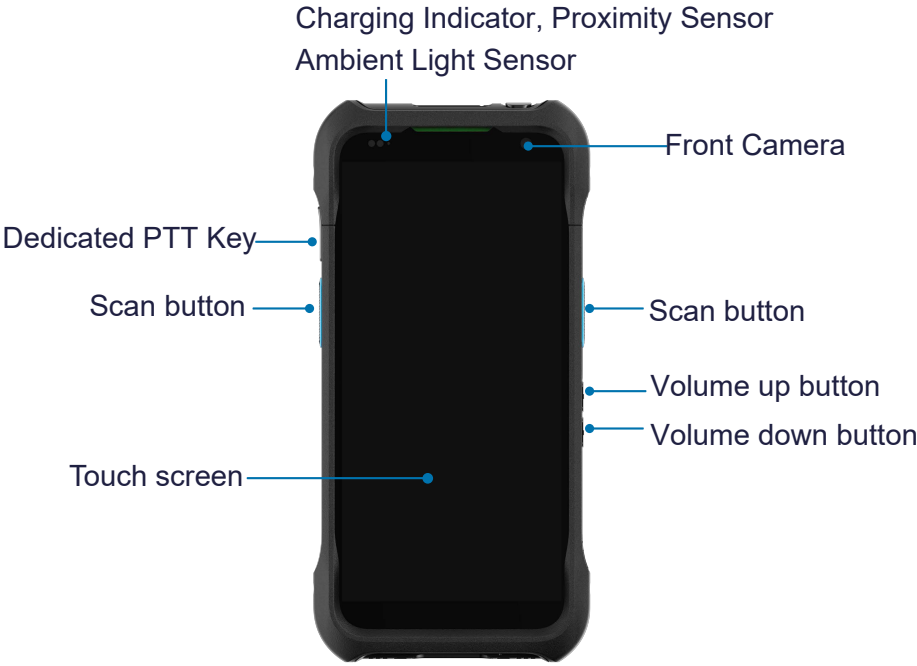 Charging Indicator, Proximity Sensor
Ambient Light Sensor
Front Camera
Dedicated PTT Key
Scan button
Scan button
Volume up button
Volume down button
Touch screen